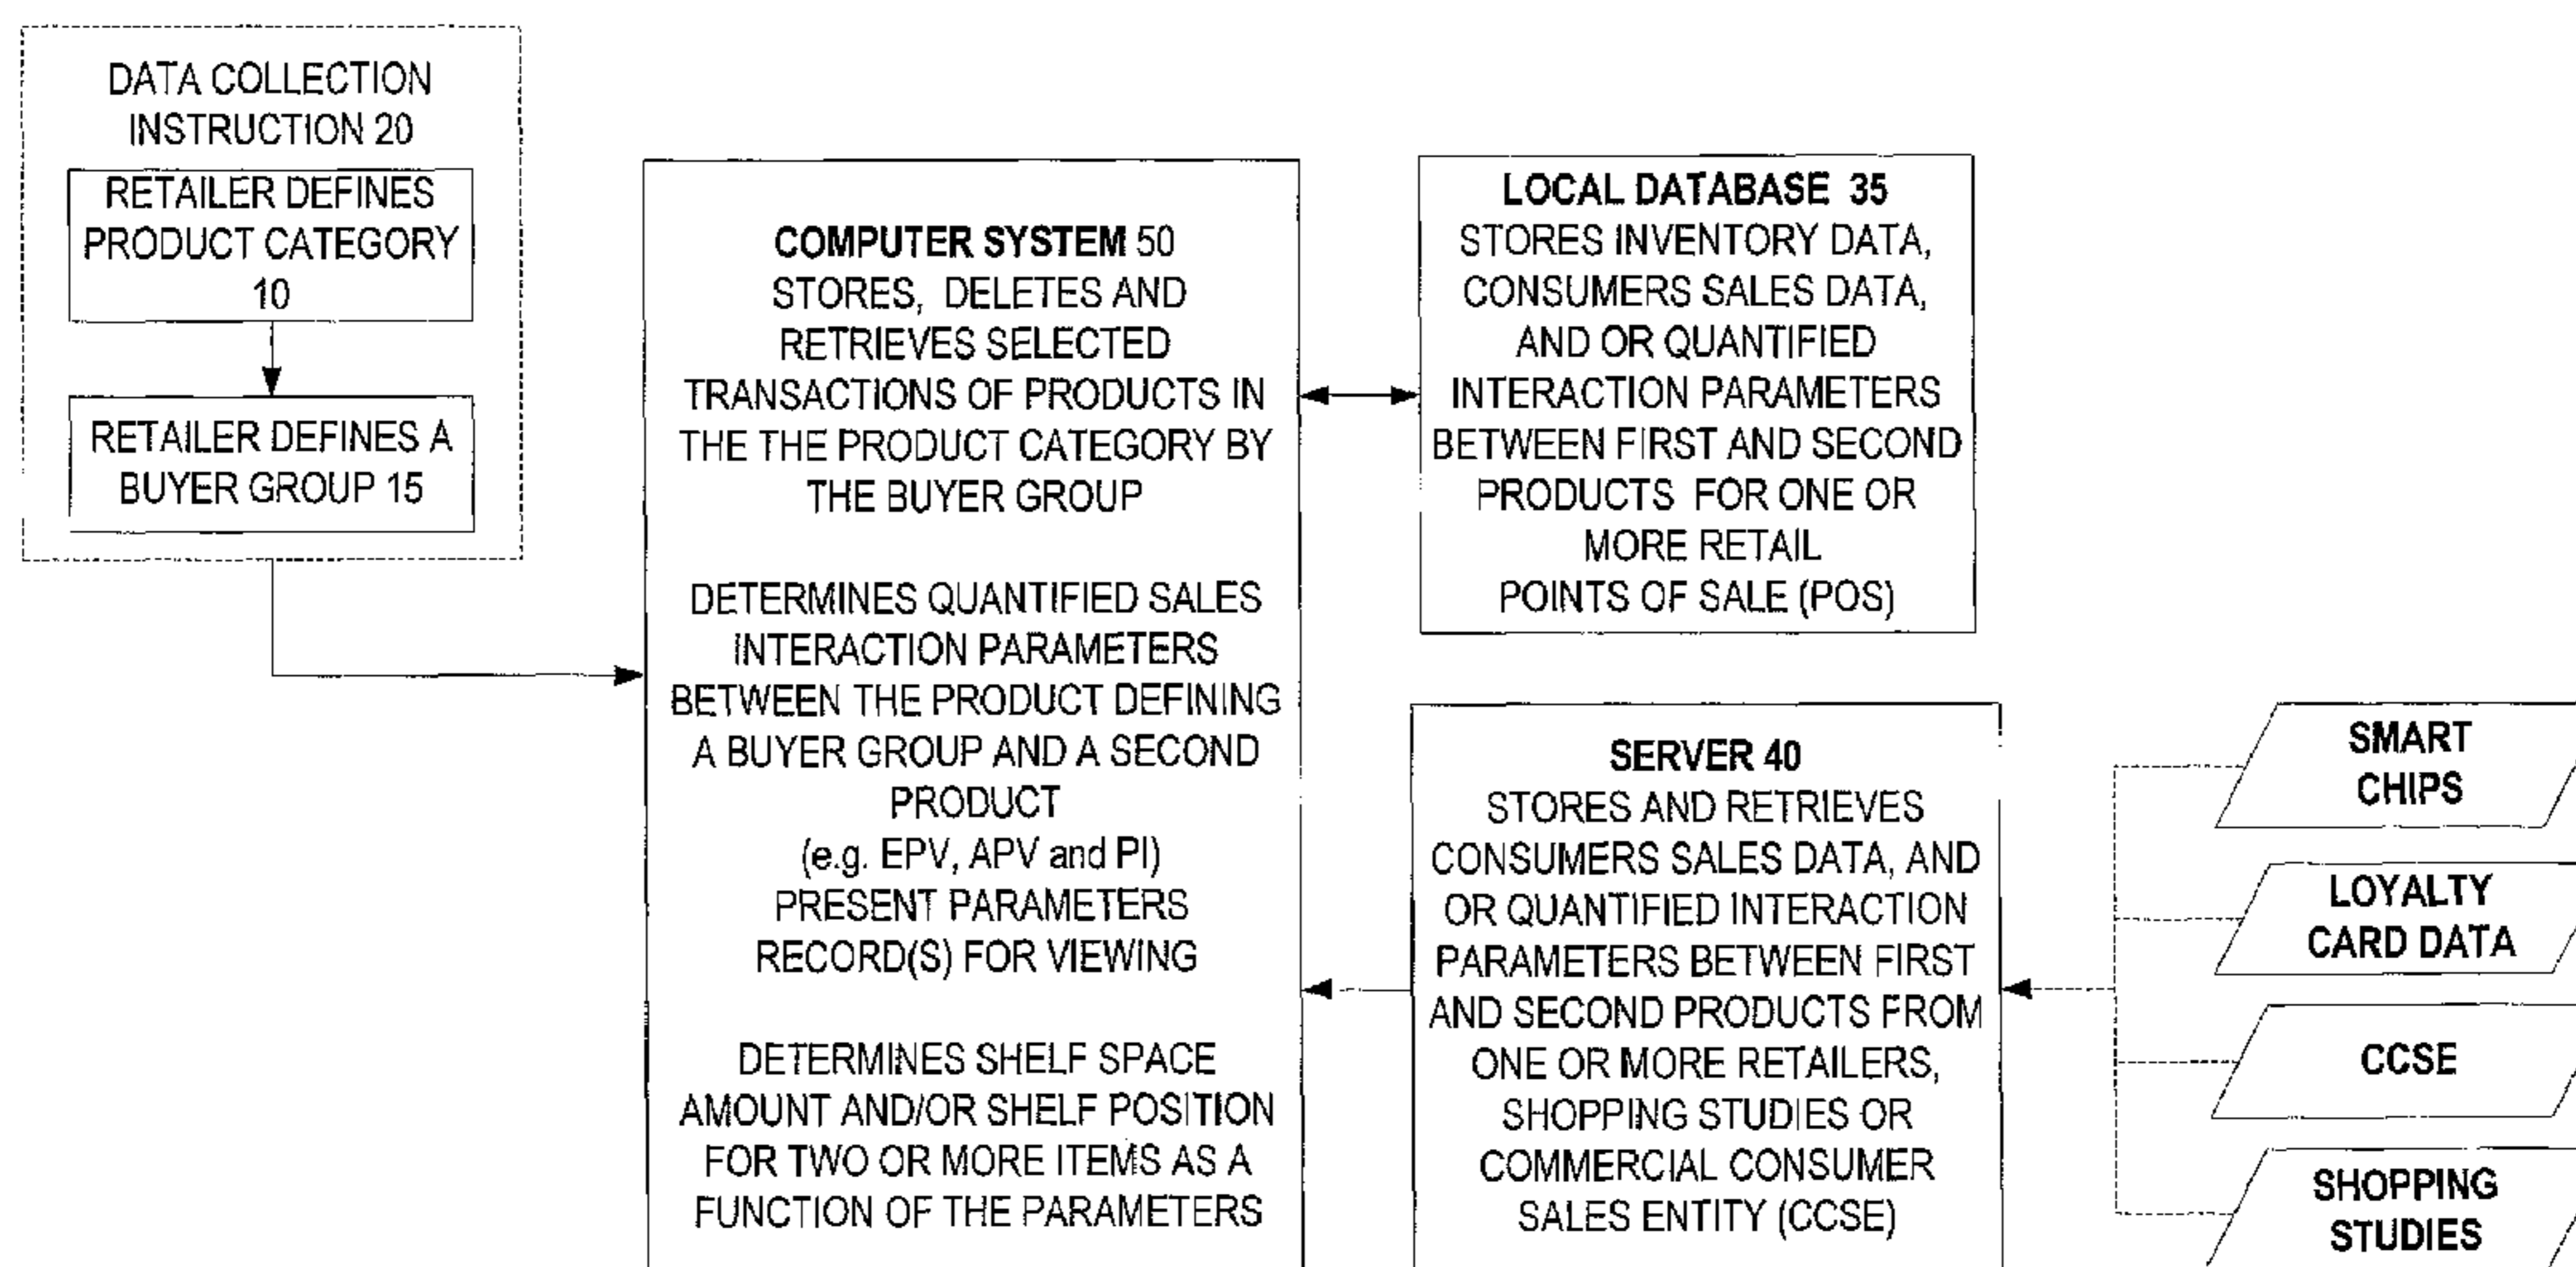 DATA COLLECTION
INSTRUCTION 20
RETAILER DEFINES
PRODUCT CATEGORY
10
RETAILER DEFINES A
BUYER GROUP 15
COMPUTER SYSTEM 50
STORES, DELETES AND
RETRIEVES SELECTED
TRANSACTIONS OF PRODUCTS IN
THE THE PRODUCT CATEGORY BY
THE BUYER GROUP
DETERMINES QUANTIFIED SALES
INTERACTION PARAMETERS
BETWEEN THE PRODUCT DEFINING
A BUYER GROUP AND A SECOND
PRODUCT
(e.g. EPV, APV and PI)
PRESENT PARAMETERS
RECORD(S) FOR VIEWING
DETERMINES SHELF SPACE
AMOUNT AND/OR SHELF POSITION
FOR TWO OR MORE ITEMS AS A
FUNCTION OF THE PARAMETERS
LOCAL DATABASE 35
STORES INVENTORY DATA,
CONSUMERS SALES DATA,
AND OR QUANTIFIED
INTERACTION PARAMETERS
BETWEEN FIRST AND SECOND
PRODUCTS FOR ONE OR
MORE RETAIL
POINTS OF SALE (POS)
SERVER 40
STORES AND RETRIEVES
CONSUMERS SALES DATA, AND
OR QUANTIFIED INTERACTION
PARAMETERS BETWEEN FIRST
AND SECOND PRODUCTS FROM
ONE OR MORE RETAILERS,
SHOPPING STUDIES OR
COMMERCIAL CONSUMER
SALES ENTITY (CCSE)
SMART
CHIPS
LOYALTY
CARD DATA
CCSE
SHOPPING
STUDIES